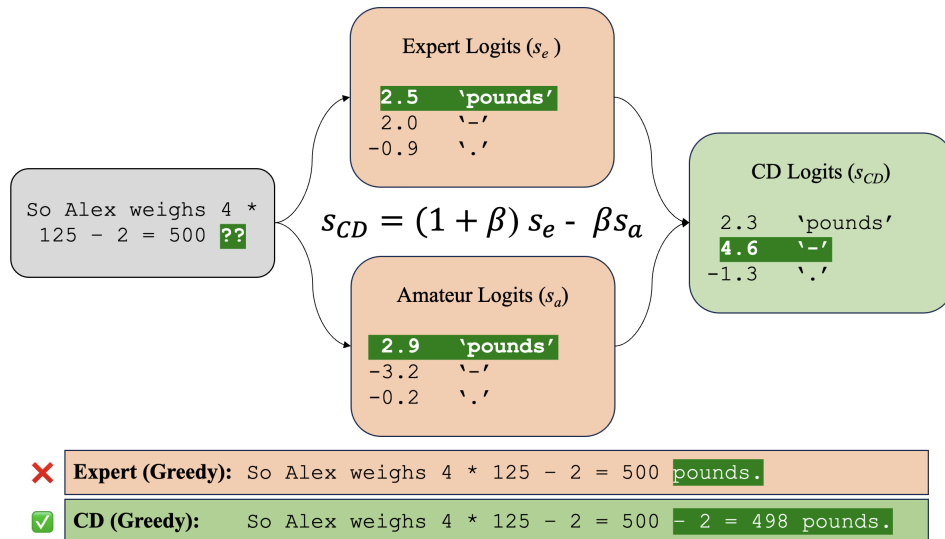 Expert Logits (sₑ)
2.5 ‘pounds’
2.0 ‘-’
-0.9 ‘.’
So Alex weighs 4 *
125 - 2 = 500 ??
s_CD = (1 + β) sₑ - βsₐ
Amateur Logits (sₐ)
2.9 ‘pounds’
-3.2 ‘-’
-0.2 ‘.’
CD Logits (s_CD)
2.3 ‘pounds’
4.6 ‘-’
-1.3 ‘.’
Expert (Greedy): So Alex weighs 4 * 125 - 2 = 500 pounds.
CD (Greedy): So Alex weighs 4 * 125 - 2 = 500 - 2 = 498 pounds.